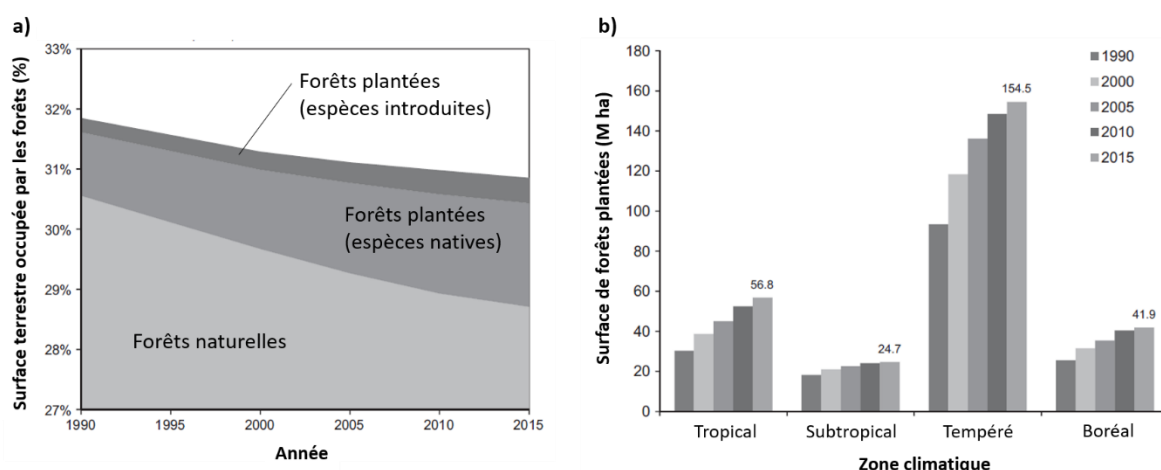 a)
Surface terrestre occupée par les forêts (%)
33%
32%
31%
30%
29%
28%
27%
Forêts plantées
(espèces introduites)
Forêts plantées
(espèces natives)
Forêts naturelles
1990
1995
2000
2005
2010
2015
Année
b)
Surface de forêts plantées (M ha)
180
160
140
120
100
80
60
40
20
0
1990
2000
2005
2010
2015
56.8
24.7
154.5
41.9
Tropical
Subtropical
Tempéré
Boréal
Zone climatique